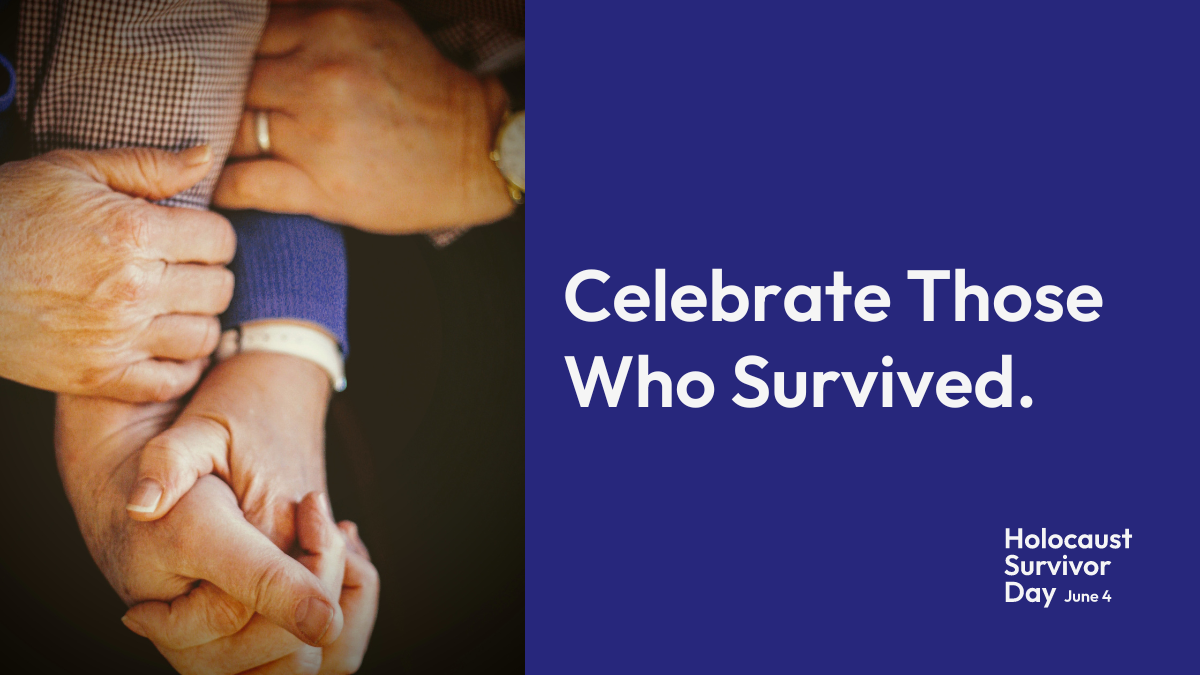 Celebrate Those
Who Survived.
Holocaust
Survivor
Day June 4